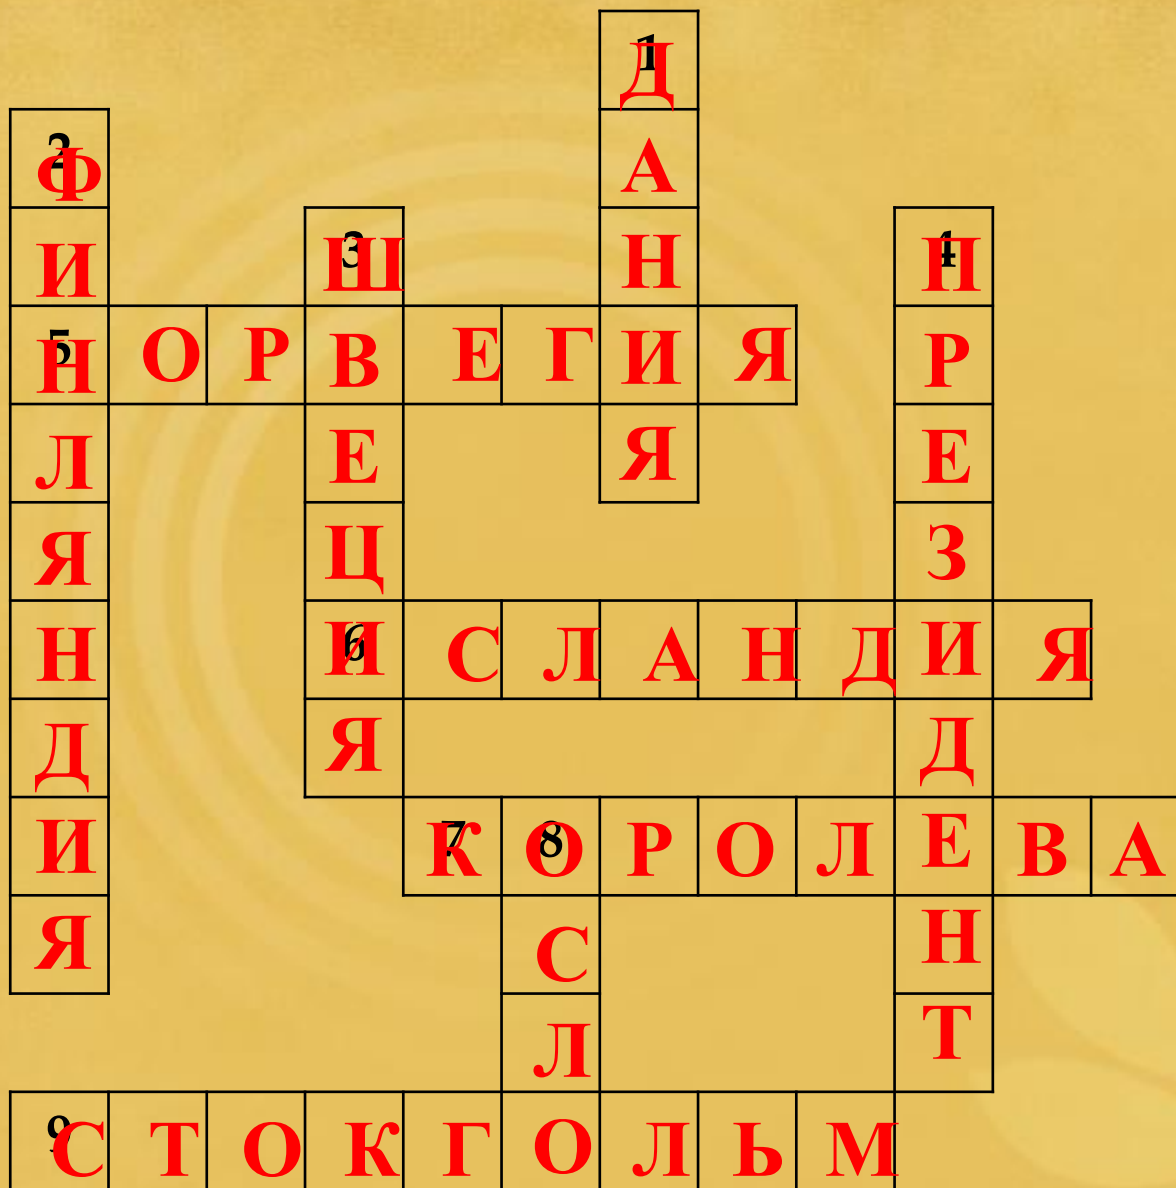 1 ДАНИЯ
2 ФИНЛЯНДИЯ
3 ШВЕЦИЯ
4 ПРЕЗИДЕНТ
5 НОРВЕГИЯ
6 ИСЛАНДИЯ
7 КОРОЛЕВА
8 ОСЛО
9 СТОКГОЛЬМ